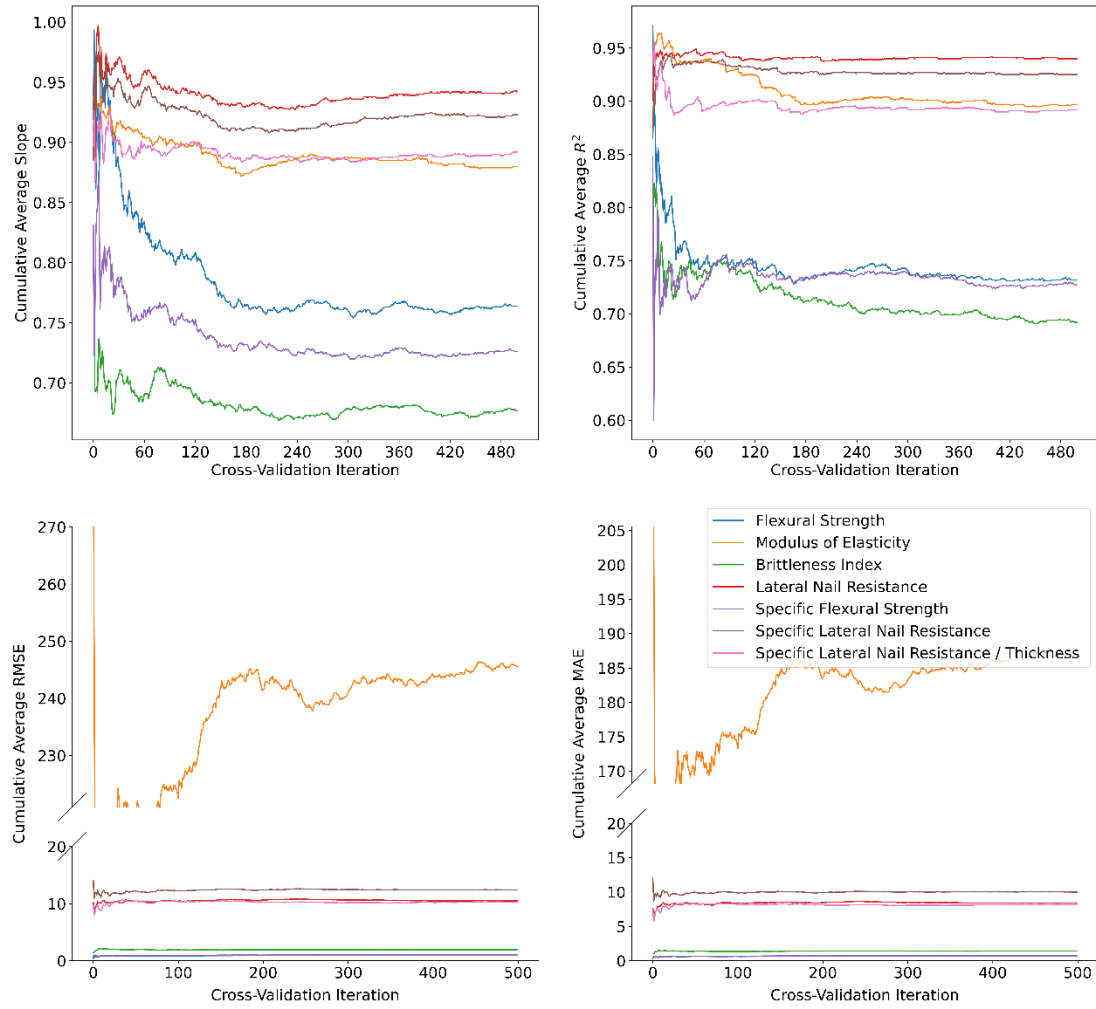 1.00
0.95
0.90
0.85
0.80
0.75
0.70
Cumulative Average Slope
0 60 120 180 240 300 360 420 480
Cross-Validation Iteration
0.95
0.90
0.85
0.80
0.75
0.70
0.65
0.60
Cumulative Average R²
0 60 120 180 240 300 360 420 480
Cross-Validation Iteration
270
260
250
240
230
20
10
0
Cumulative Average RMSE
0 100 200 300 400 500
Cross-Validation Iteration
205
200
195
190
185
180
175
170
20
15
10
5
0
Cumulative Average MAE
0 100 200 300 400 500
Cross-Validation Iteration
Flexural Strength
Modulus of Elasticity
Brittleness Index
Lateral Nail Resistance
Specific Flexural Strength
Specific Lateral Nail Resistance
Specific Lateral Nail Resistance / Thickness